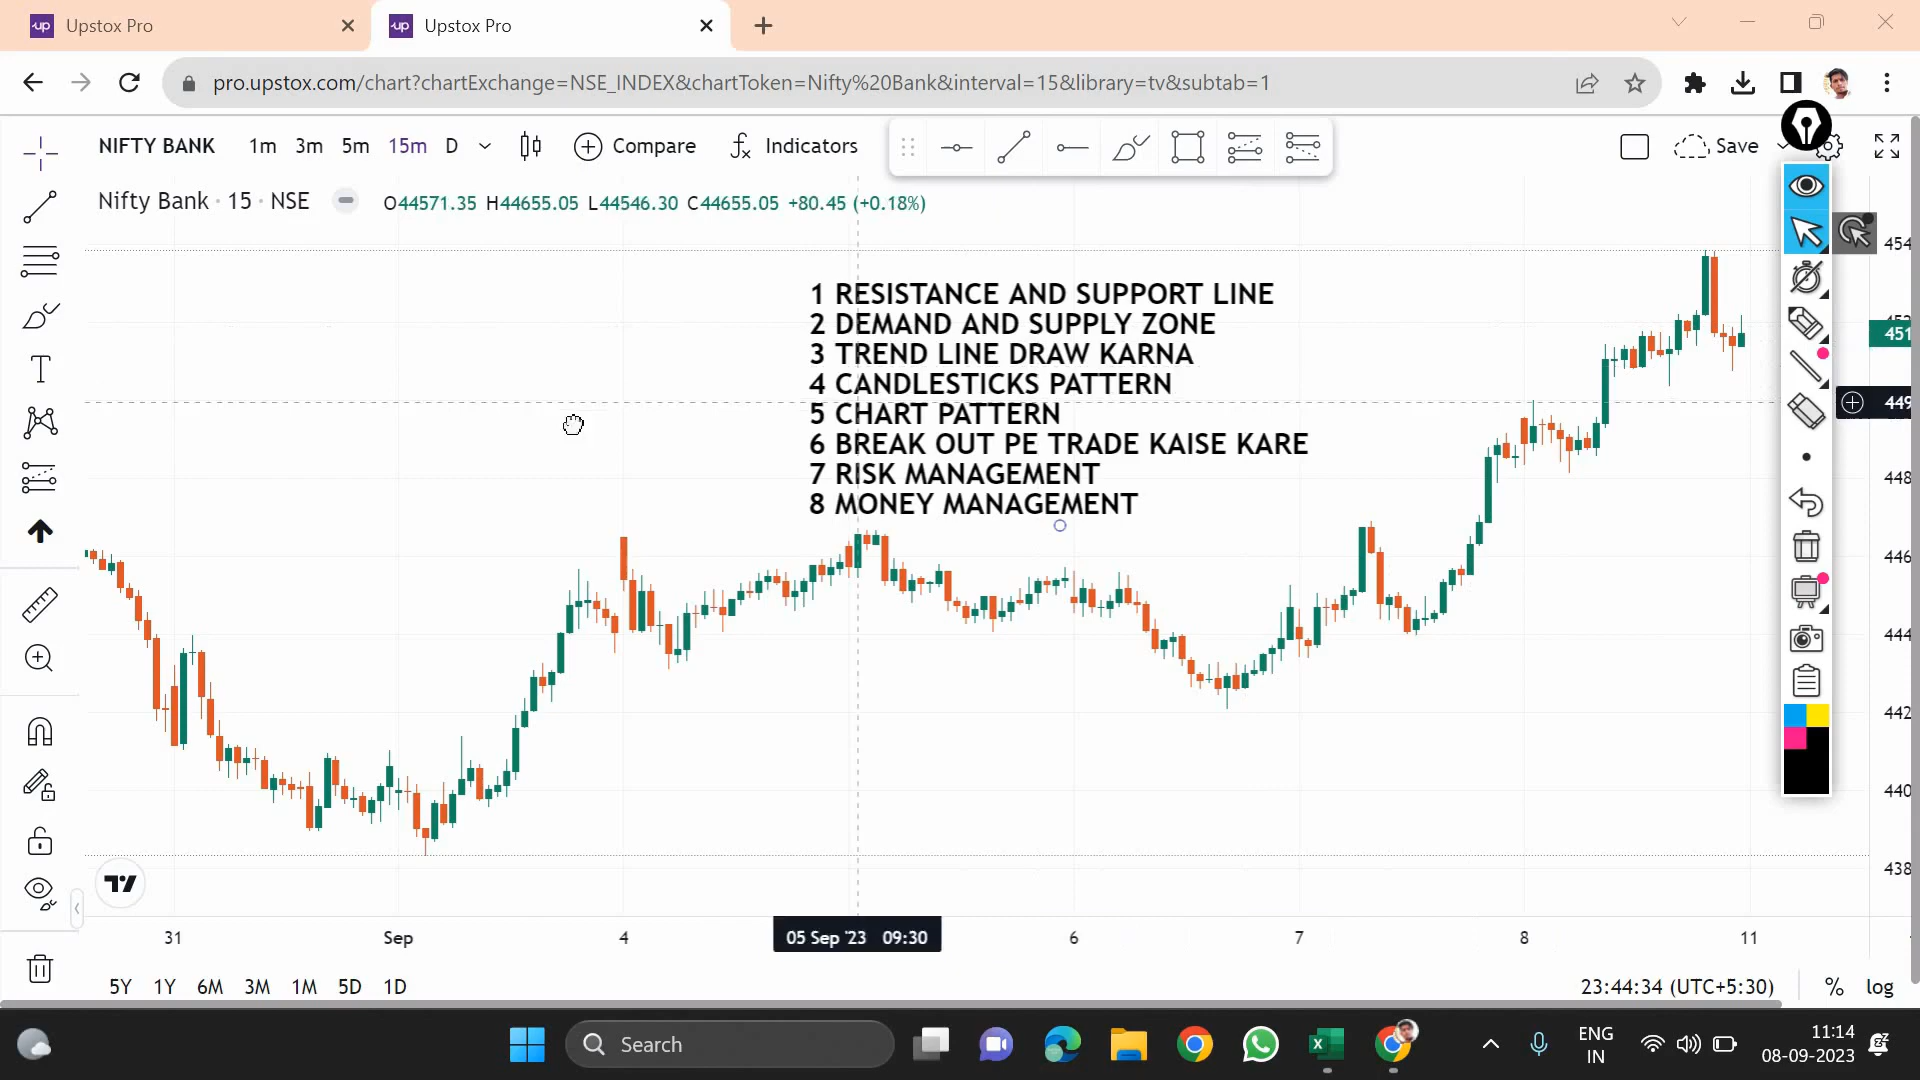 up Upstox Pro
up Upstox Pro
pro.upstox.com/chart?chartExchange=NSE_INDEX&chartToken=Nifty%20Bank&interval=15&library=tv&subtab=1
NIFTY BANK 1m 3m 5m 15m D Compare Indicators Save
Nifty Bank · 15 · NSE O44571.35 H44655.05 L44546.30 C44655.05 +80.45 (+0.18%)
454
1 RESISTANCE AND SUPPORT LINE
2 DEMAND AND SUPPLY ZONE
3 TREND LINE DRAW KARNA
4 CANDLESTICKS PATTERN
5 CHART PATTERN
6 BREAK OUT PE TRADE KAISE KARE
7 RISK MANAGEMENT
8 MONEY MANAGEMENT
451
449
448
446
444
442
440
438
31 Sep 4 05 Sep '23 09:30 6 7 8 11
5Y 1Y 6M 3M 1M 5D 1D 23:44:34 (UTC+5:30) % log
Search
ENG
IN
11:14
08-09-2023